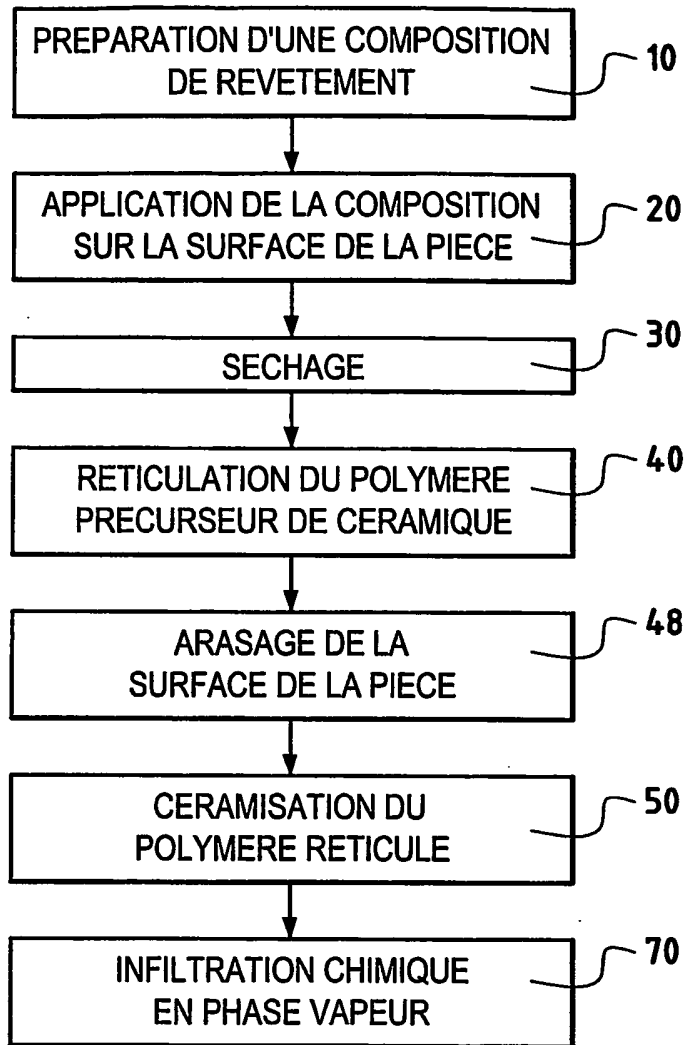 PREPARATION D'UNE COMPOSITION
DE REVETEMENT
10
APPLICATION DE LA COMPOSITION
SUR LA SURFACE DE LA PIECE
20
SECHAGE
30
RETICULATION DU POLYMERE
PRECURSEUR DE CERAMIQUE
40
ARASAGE DE LA
SURFACE DE LA PIECE
48
CERAMISATION DU
POLYMERE RETICULE
50
INFILTRATION CHIMIQUE
EN PHASE VAPEUR
70